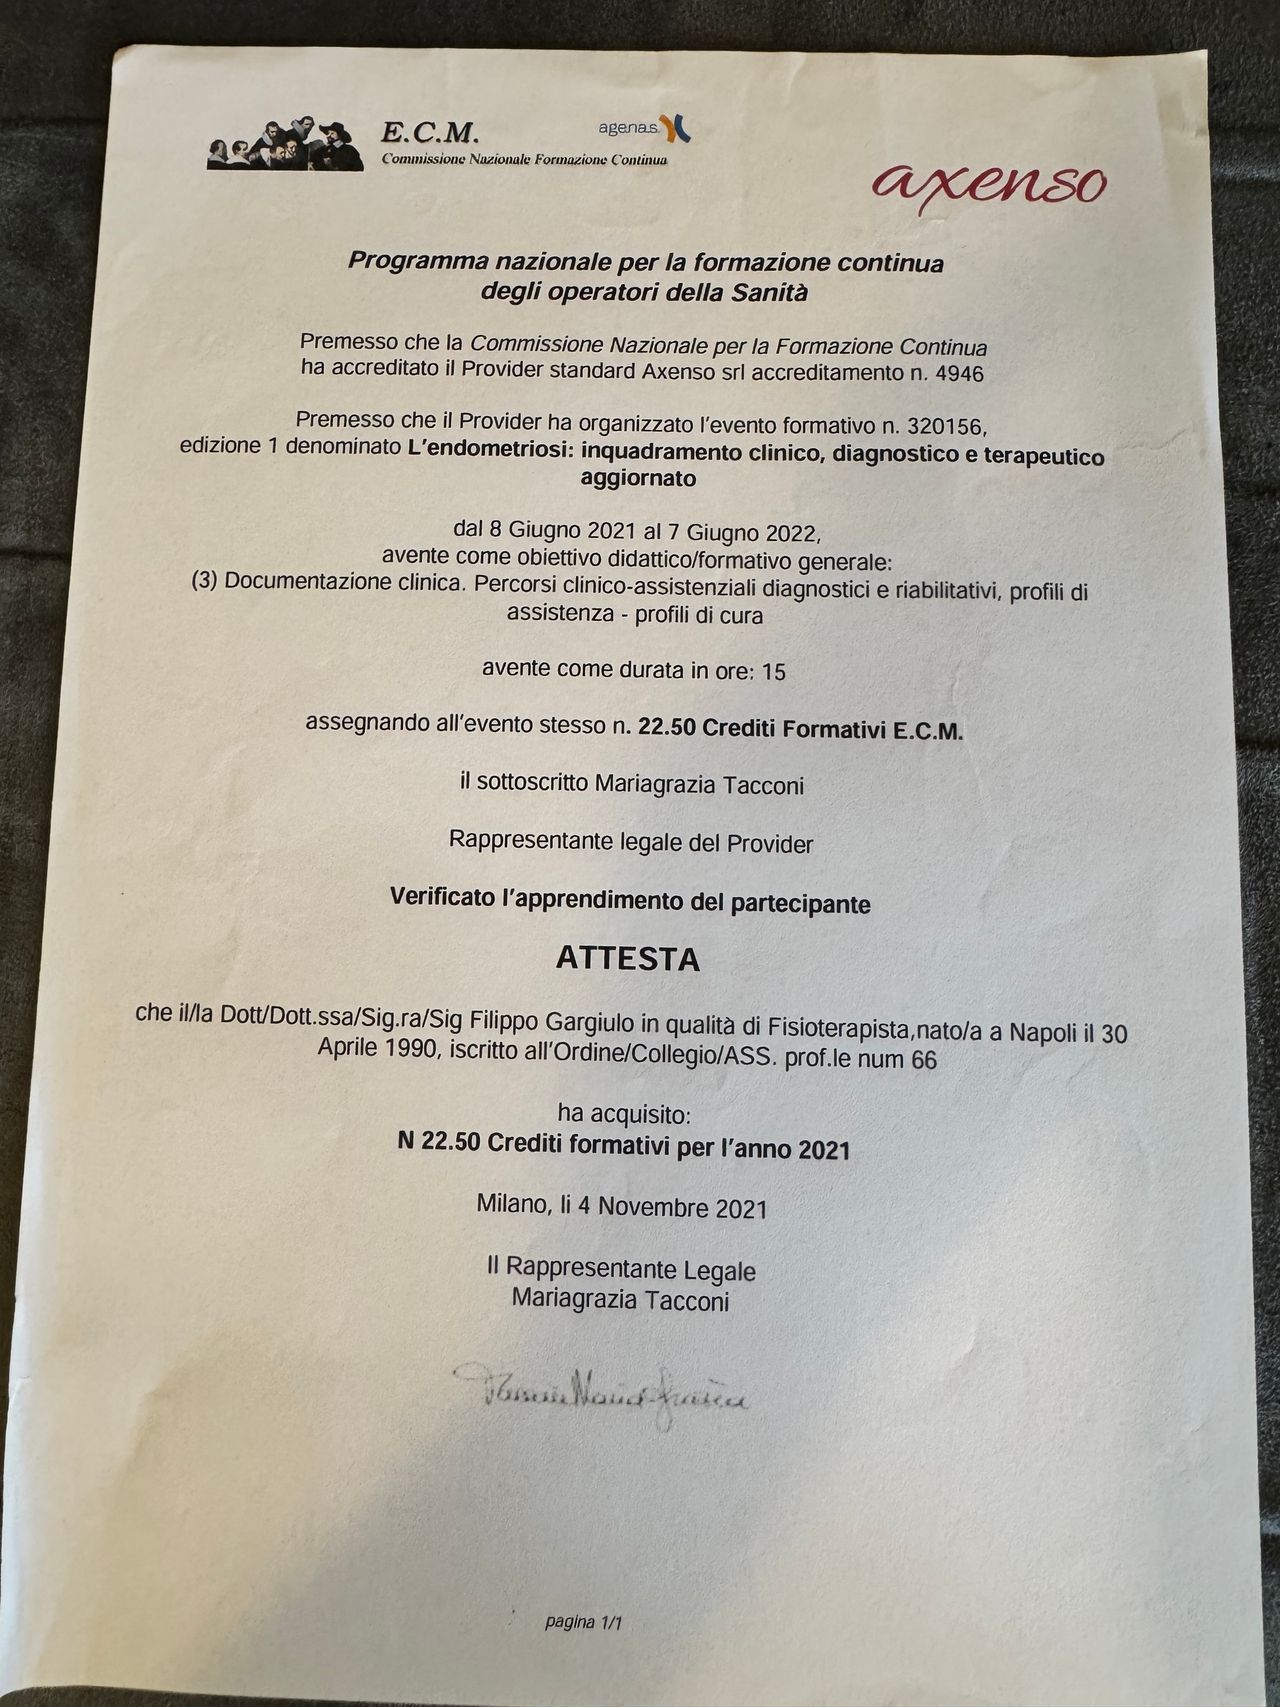 E.C.M.
Commissione Nazionale Formazione Continua
agenas
axenso
Programma nazionale per la formazione continua
degli operatori della Sanità
Premesso che la Commissione Nazionale per la Formazione Continua
ha accreditato il Provider standard Axenso srl accreditamento n. 4946
Premesso che il Provider ha organizzato l'evento formativo n. 320156,
edizione 1 denominato L'endometriosi: inquadramento clinico, diagnostico e terapeutico
aggiornato
dal 8 Giugno 2021 al 7 Giugno 2022,
avente come obiettivo didattico/formativo generale:
(3) Documentazione clinica. Percorsi clinico-assistenziali diagnostici e riabilitativi, profili di
assistenza - profili di cura
avente come durata in ore: 15
assegnando all'evento stesso n. 22.50 Crediti Formativi E.C.M.
il sottoscritto Mariagrazia Tacconi
Rappresentante legale del Provider
Verificato l'apprendimento del partecipante
ATTESTA
che il/la Dott/Dott.ssa/Sig.ra/Sig Filippo Gargiulo in qualità di Fisioterapista,nato/a a Napoli il 30
Aprile 1990, iscritto all'Ordine/Collegio/ASS. prof.le num 66
ha acquisito:
N 22.50 Crediti formativi per l'anno 2021
Milano, li 4 Novembre 2021
Il Rappresentante Legale
Mariagrazia Tacconi
pagina 1/1